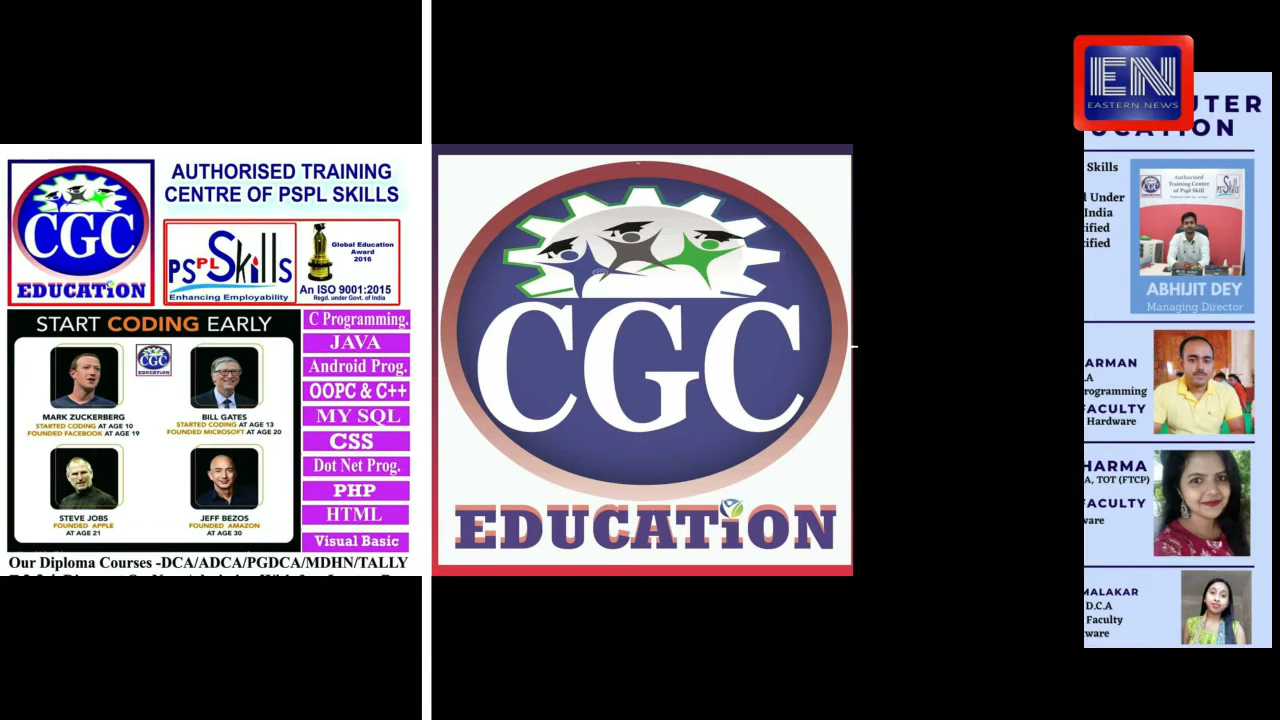 CGC
EDUCATiON
AUTHORISED TRAINING
CENTRE OF PSPL SKILLS
PSPL Skills
Enhancing Employability
Global Education
Award
2016
An ISO 9001:2015
Regd. under Govt. of India
START CODING EARLY
CGC
EDUCATiON
MARK ZUCKERBERG
STARTED CODING AT AGE 10
FOUNDED FACEBOOK AT AGE 19
BILL GATES
STARTED CODING AT AGE 13
FOUNDED MICROSOFT AT AGE 20
STEVE JOBS
FOUNDED APPLE
AT AGE 21
JEFF BEZOS
FOUNDED AMAZON
AT AGE 30
C Programming.
JAVA
Android Prog.
OOPC & C++
MY SQL
CSS
Dot Net Prog.
PHP
HTML
Visual Basic
Our Diploma Courses -DCA/ADCA/PGDCA/MDHN/TALLY
CGC
EDUCATiON
EN
EASTERN NEWS
UTER
UCATION
Skills
Under
India
ified
tified
Authorised
Training Centre
of Pspl Skill
ABHIJIT DEY
Managing Director
ARMAN
.A
rogramming
FACULTY
Hardware
HARMA
A, TOT (FTCP)
FACULTY
ware
MALAKAR
D.C.A
Faculty
ware